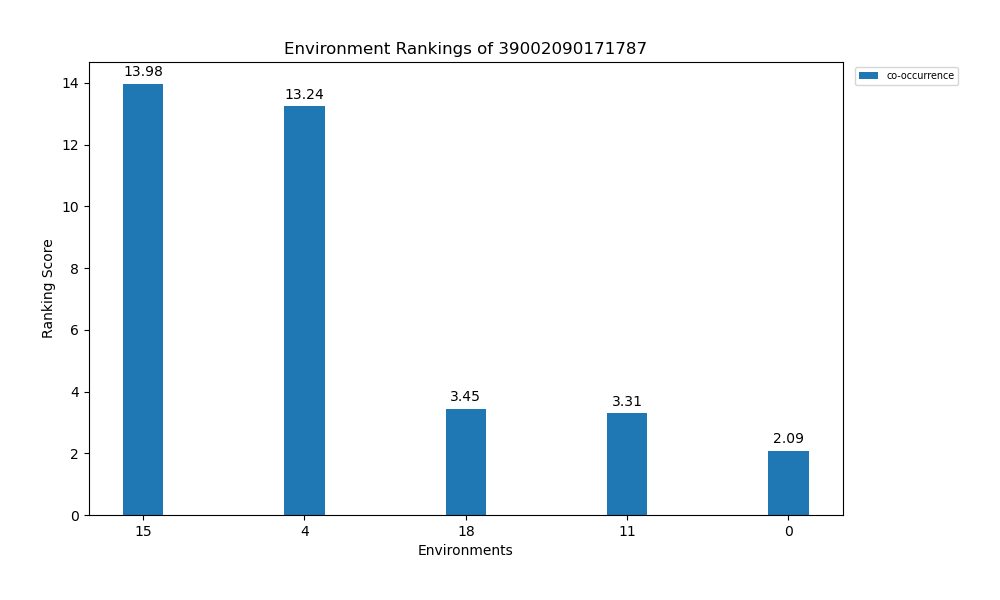 Environment Rankings of 39002090171787
co-occurrence
13.98
13.24
3.45
3.31
2.09
14
12
10
8
6
4
2
0
Ranking Score
15 4 18 11 0
Environments